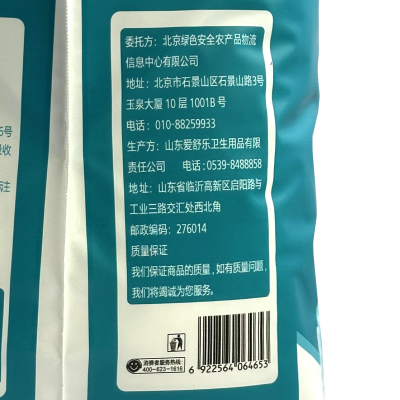 委托方：北京绿色安全农产品物流
信息中心有限公司
地址：北京市石景山区石景山路3号
玉泉大厦10层1001B号
电话：010-88259933
生产方：山东爱舒乐卫生用品有限
责任公司 电话：0539-8488858
地址：山东省临沂高新区启阳路与
工业三路交汇处西北角
邮政编码：276014
质量保证
我们保证商品的质量，如有质量问题，
我们将竭诚为您服务。
消费者服务热线：
400-623-1616
6 922564 064653
5号
吸收